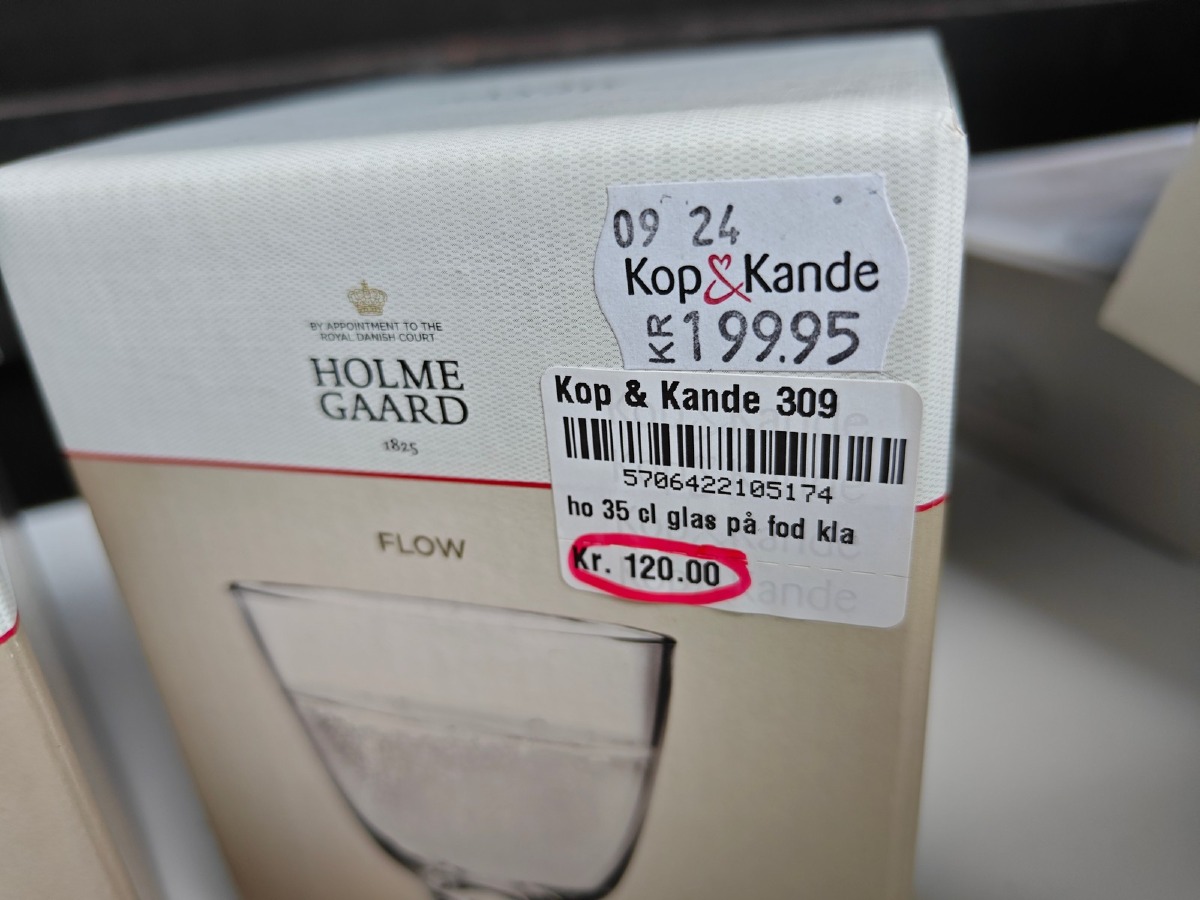 09 24
Kop&Kande
KR 199.95
BY APPOINTMENT TO THE
ROYAL DANISH COURT
HOLME
GAARD
1825
Kop & Kande 309
5706422105174
ho 35 cl glas på fod kla
Kr. 120.00
FLOW